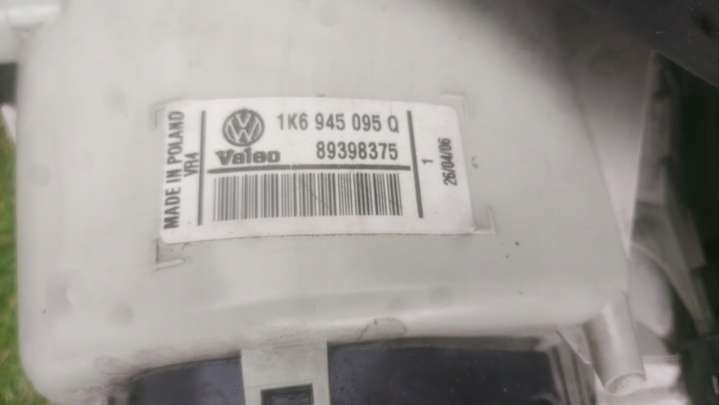 MADE IN POLAND
VR4
1K6 945 095 Q
Valeo
89398375
1
26/04/06